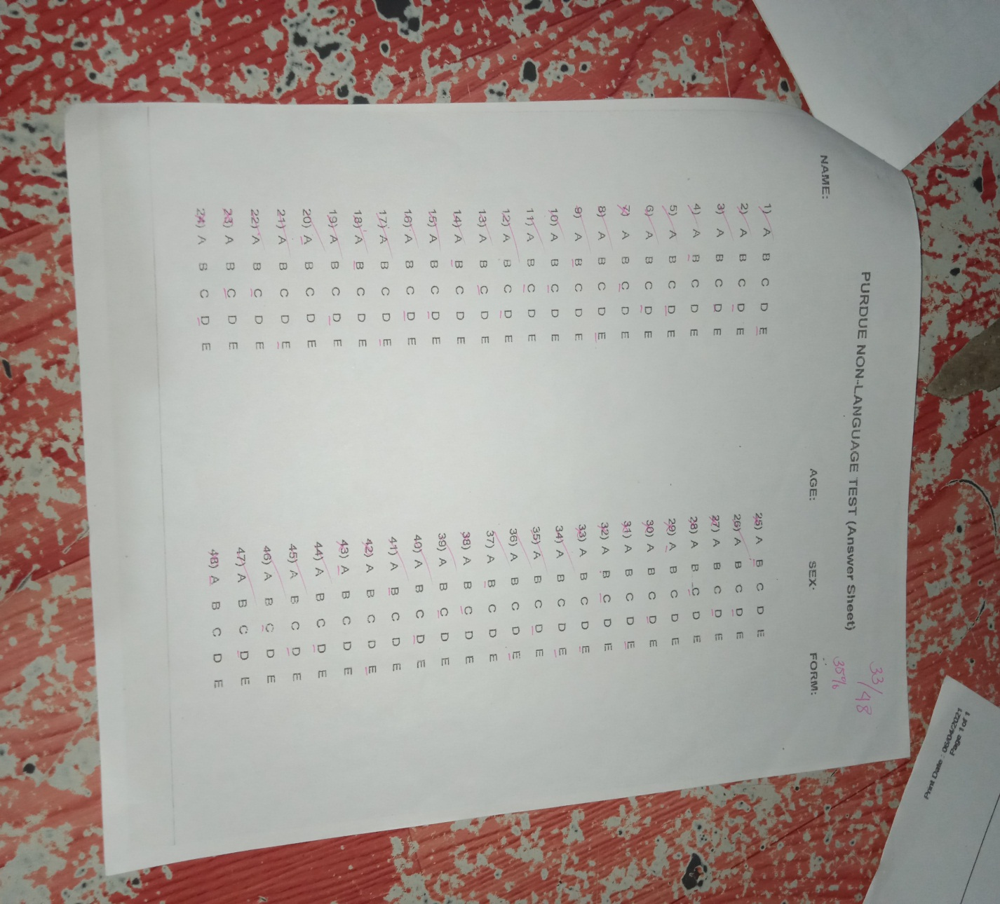 33/48
PURDUE NON-LANGUAGE TEST (Answer Sheet)
35%
NAME: AGE: SEX: FORM:
1) A B C D E
2) A B C D E
3) A B C D E
4) A B C D E
5) A B C D E
6) A B C D E
7) A B C D E
8) A B C D E
9) A B C D E
10) A B C D E
11) A B C D E
12) A B C D E
13) A B C D E
14) A B C D E
15) A B C D E
16) A B C D E
17) A B C D E
18) A B C D E
19) A B C D E
20) A B C D E
21) A B C D E
22) A B C D E
23) A B C D E
24) A B C D E
25) A B C D E
26) A B C D E
27) A B C D E
28) A B C D E
29) A B C D E
30) A B C D E
31) A B C D E
32) A B C D E
33) A B C D E
34) A B C D E
35) A B C D E
36) A B C D E
37) A B C D E
38) A B C D E
39) A B C D E
40) A B C D E
41) A B C D E
42) A B C D E
43) A B C D E
44) A B C D E
45) A B C D E
46) A B C D E
47) A B C D E
48) A B C D E
Print Date : 06/04/2021
Page 1 of 1